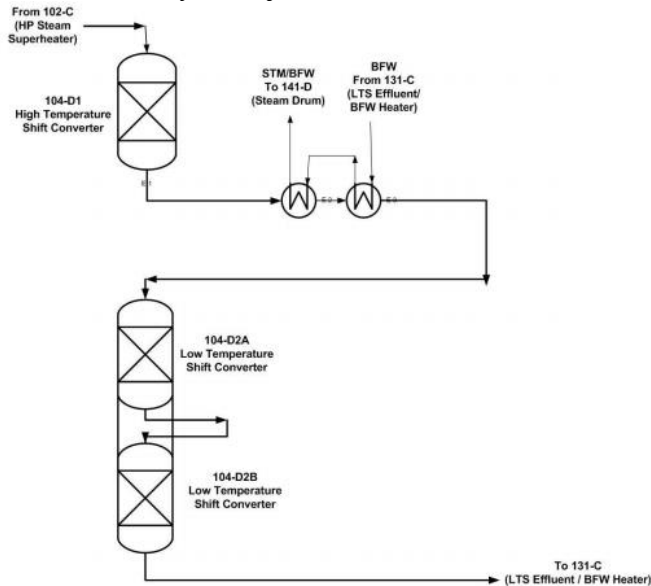 From 102-C
(HP Steam
Superheater)
104-D1
High Temperature
Shift Converter
STM/BFW
To 141-D
(Steam Drum)
BFW
From 131-C
(LTS Effluent/
BFW Heater)
E-2
E-3
104-D2A
Low Temperature
Shift Converter
104-D2B
Low Temperature
Shift Converter
To 131-C
(LTS Effluent / BFW Heater)